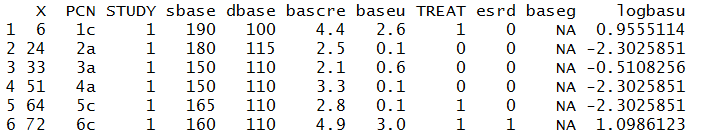 X PCN STUDY sbase dbase bascre baseu TREAT esrd baseg logbasu
1 6 1c 1 190 100 4.4 2.6 1 0 NA 0.9555114
2 24 2a 1 180 115 2.5 0.1 0 0 NA -2.3025851
3 33 3a 1 150 110 2.1 0.6 0 0 NA -0.5108256
4 51 4a 1 150 110 3.3 0.1 0 0 NA -2.3025851
5 64 5c 1 165 110 2.8 0.1 1 0 NA -2.3025851
6 72 6c 1 160 110 4.9 3.0 1 1 NA 1.0986123